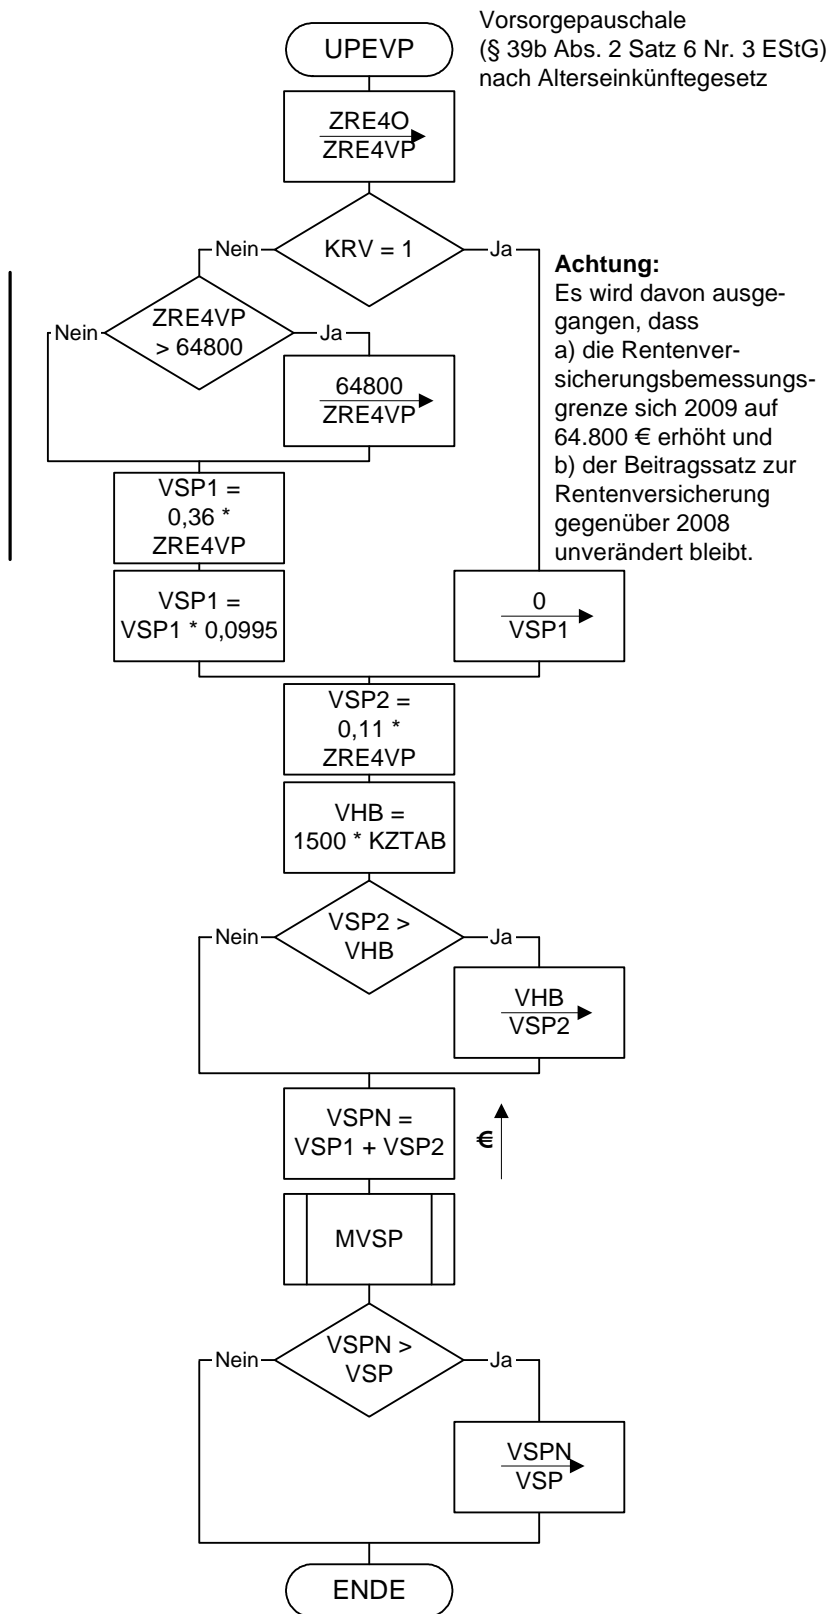 Vorsorgepauschale
(§ 39b Abs. 2 Satz 6 Nr. 3 EStG)
nach Alterseinkünftegesetz
UPEVP
ZRE4O
ZRE4VP
KRV = 1
Nein
Ja
Achtung:
Es wird davon ausge-
gangen, dass
a) die Rentenver-
sicherungsbemessungs-
grenze sich 2009 auf
64.800 € erhöht und
b) der Beitragssatz zur
Rentenversicherung
gegenüber 2008
unverändert bleibt.
ZRE4VP
> 64800
Nein
Ja
64800
ZRE4VP
VSP1 =
0,36 *
ZRE4VP
VSP1 =
VSP1 * 0,0995
0
VSP1
VSP2 =
0,11 *
ZRE4VP
VHB =
1500 * KZTAB
VSP2 >
VHB
Nein
Ja
VHB
VSP2
VSPN =
VSP1 + VSP2
€
MVSP
VSPN >
VSP
Nein
Ja
VSPN
VSP
ENDE